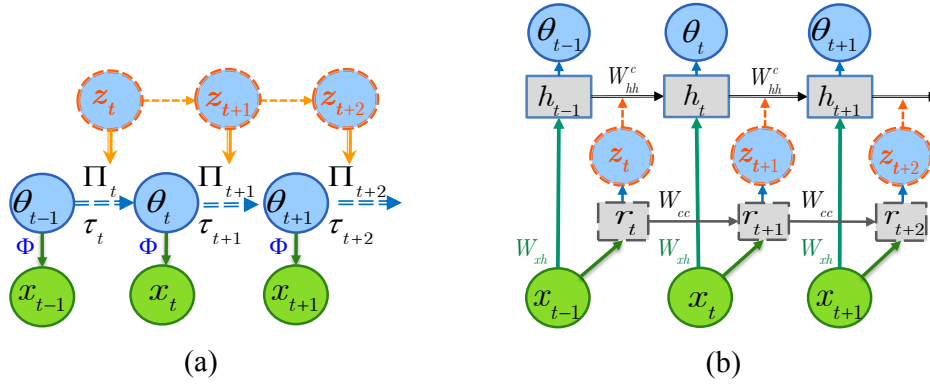 z_t z_{t+1} z_{t+2}
Π_t Π_{t+1} Π_{t+2}
θ_{t-1} θ_t θ_{t+1}
τ_t τ_{t+1} τ_{t+2}
Φ Φ Φ
x_{t-1} x_t x_{t+1}
(a)
θ_{t-1} θ_t θ_{t+1}
W_{hh}^c W_{hh}^c
h_{t-1} h_t h_{t+1}
z_t z_{t+1} z_{t+2}
W_{cc} W_{cc}
r_t r_{t+1} r_{t+2}
W_{xh} W_{xh} W_{xh}
x_{t-1} x_t x_{t+1}
(b)